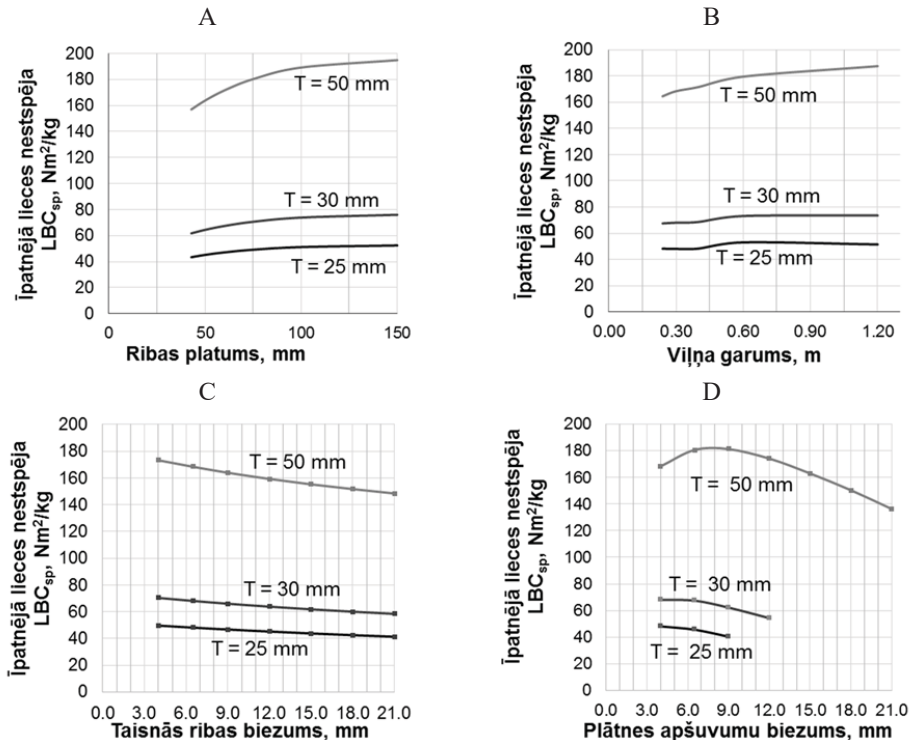 A
Īpatnējā lieces nestspēja
LBCsp, Nm²/kg
200
180
160
140
120
100
80
60
40
20
0
T = 50 mm
T = 30 mm
T = 25 mm
0 50 100 150
Ribas platums, mm
B
Īpatnējā lieces nestspēja
LBCsp, Nm²/kg
200
180
160
140
120
100
80
60
40
20
0
T = 50 mm
T = 30 mm
T = 25 mm
0.00 0.30 0.60 0.90 1.20
Viļņa garums, m
C
Īpatnējā lieces nestspēja
LBCsp, Nm²/kg
200
180
160
140
120
100
80
60
40
20
0
T = 50 mm
T = 30 mm
T = 25 mm
0.0 3.0 6.0 9.0 12.0 15.0 18.0 21.0
Taisnās ribas biezums, mm
D
Īpatnējā lieces nestspēja
LBCsp, Nm²/kg
200
180
160
140
120
100
80
60
40
20
0
T = 50 mm
T = 30 mm
T = 25 mm
0.0 3.0 6.0 9.0 12.0 15.0 18.0 21.0
Plātnes apšuvumu biezums, mm